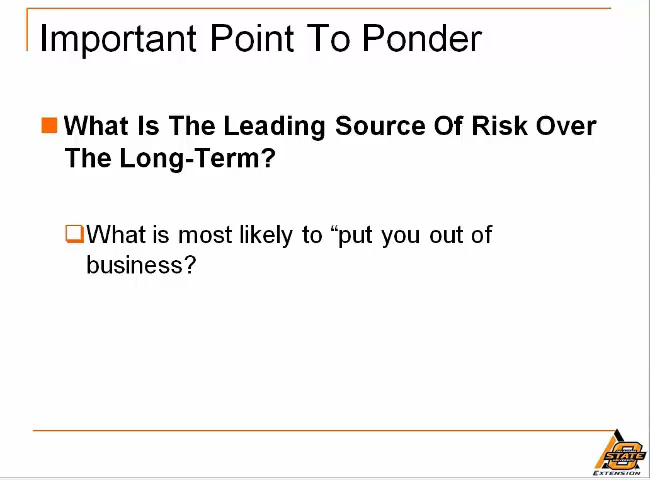 Important Point To Ponder
What Is The Leading Source Of Risk Over
The Long-Term?
What is most likely to “put you out of
business?
STATE
EXTENSION